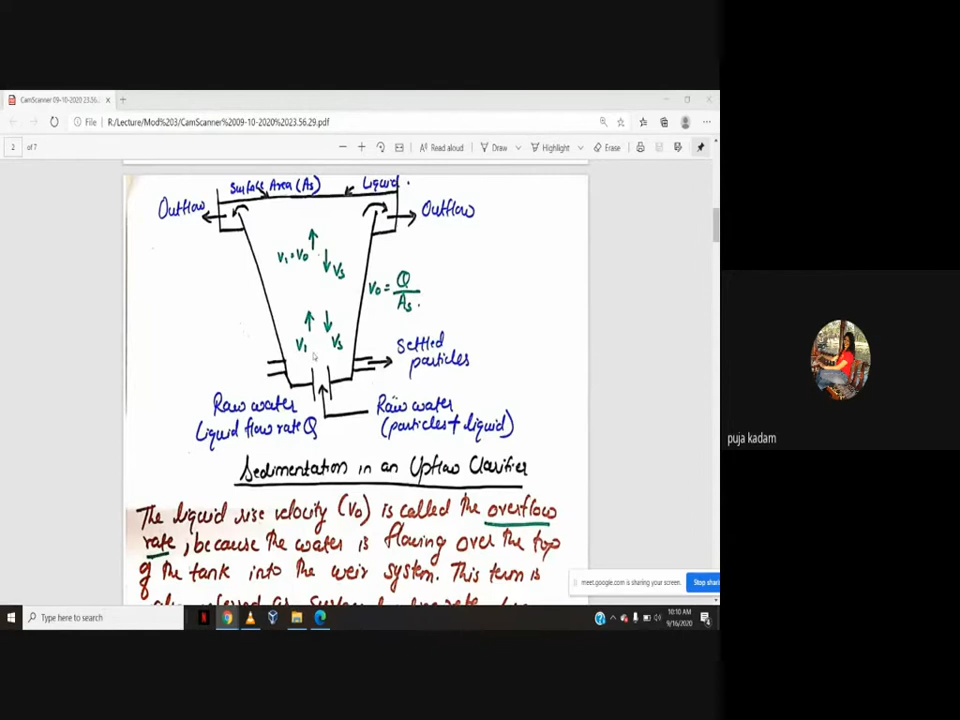 CamScanner 09-10-2020 23.56...
File
R:/Lecture/Mod%203/CamScanner%2009-10-2020%2023.56.29.pdf
2 of 7
Read aloud
Draw
Highlight
Erase
Surface Area (As)
Liquid.
Outflow
Outflow
V1=V0
Vs
V0 = Q
As.
V1
Vs
Settled
particles
Raw water
(liquid flow rate Q
Raw water
(particles + liquid)
Sedimentation in an Upflow Clarifier
The liquid rise velocity (V0) is called the overflow
rate, because the water is flowing over the top
of the tank into the weir system. This term is
meet.google.com is sharing your screen.
Stop shari
Type here to search
10:10 AM
9/16/2020
puja kadam